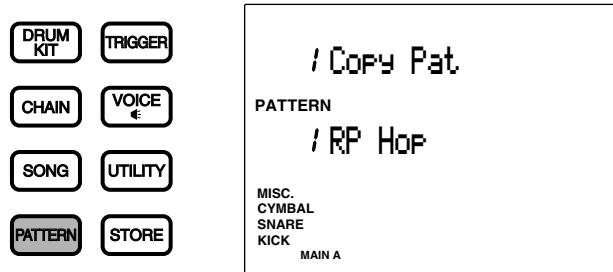 DRUM
KIT
TRIGGER
CHAIN
VOICE
SONG
UTILITY
PATTERN
STORE
1 Copy Pat.
PATTERN
1 RP Hop
MISC.
CYMBAL
SNARE
KICK
MAIN A